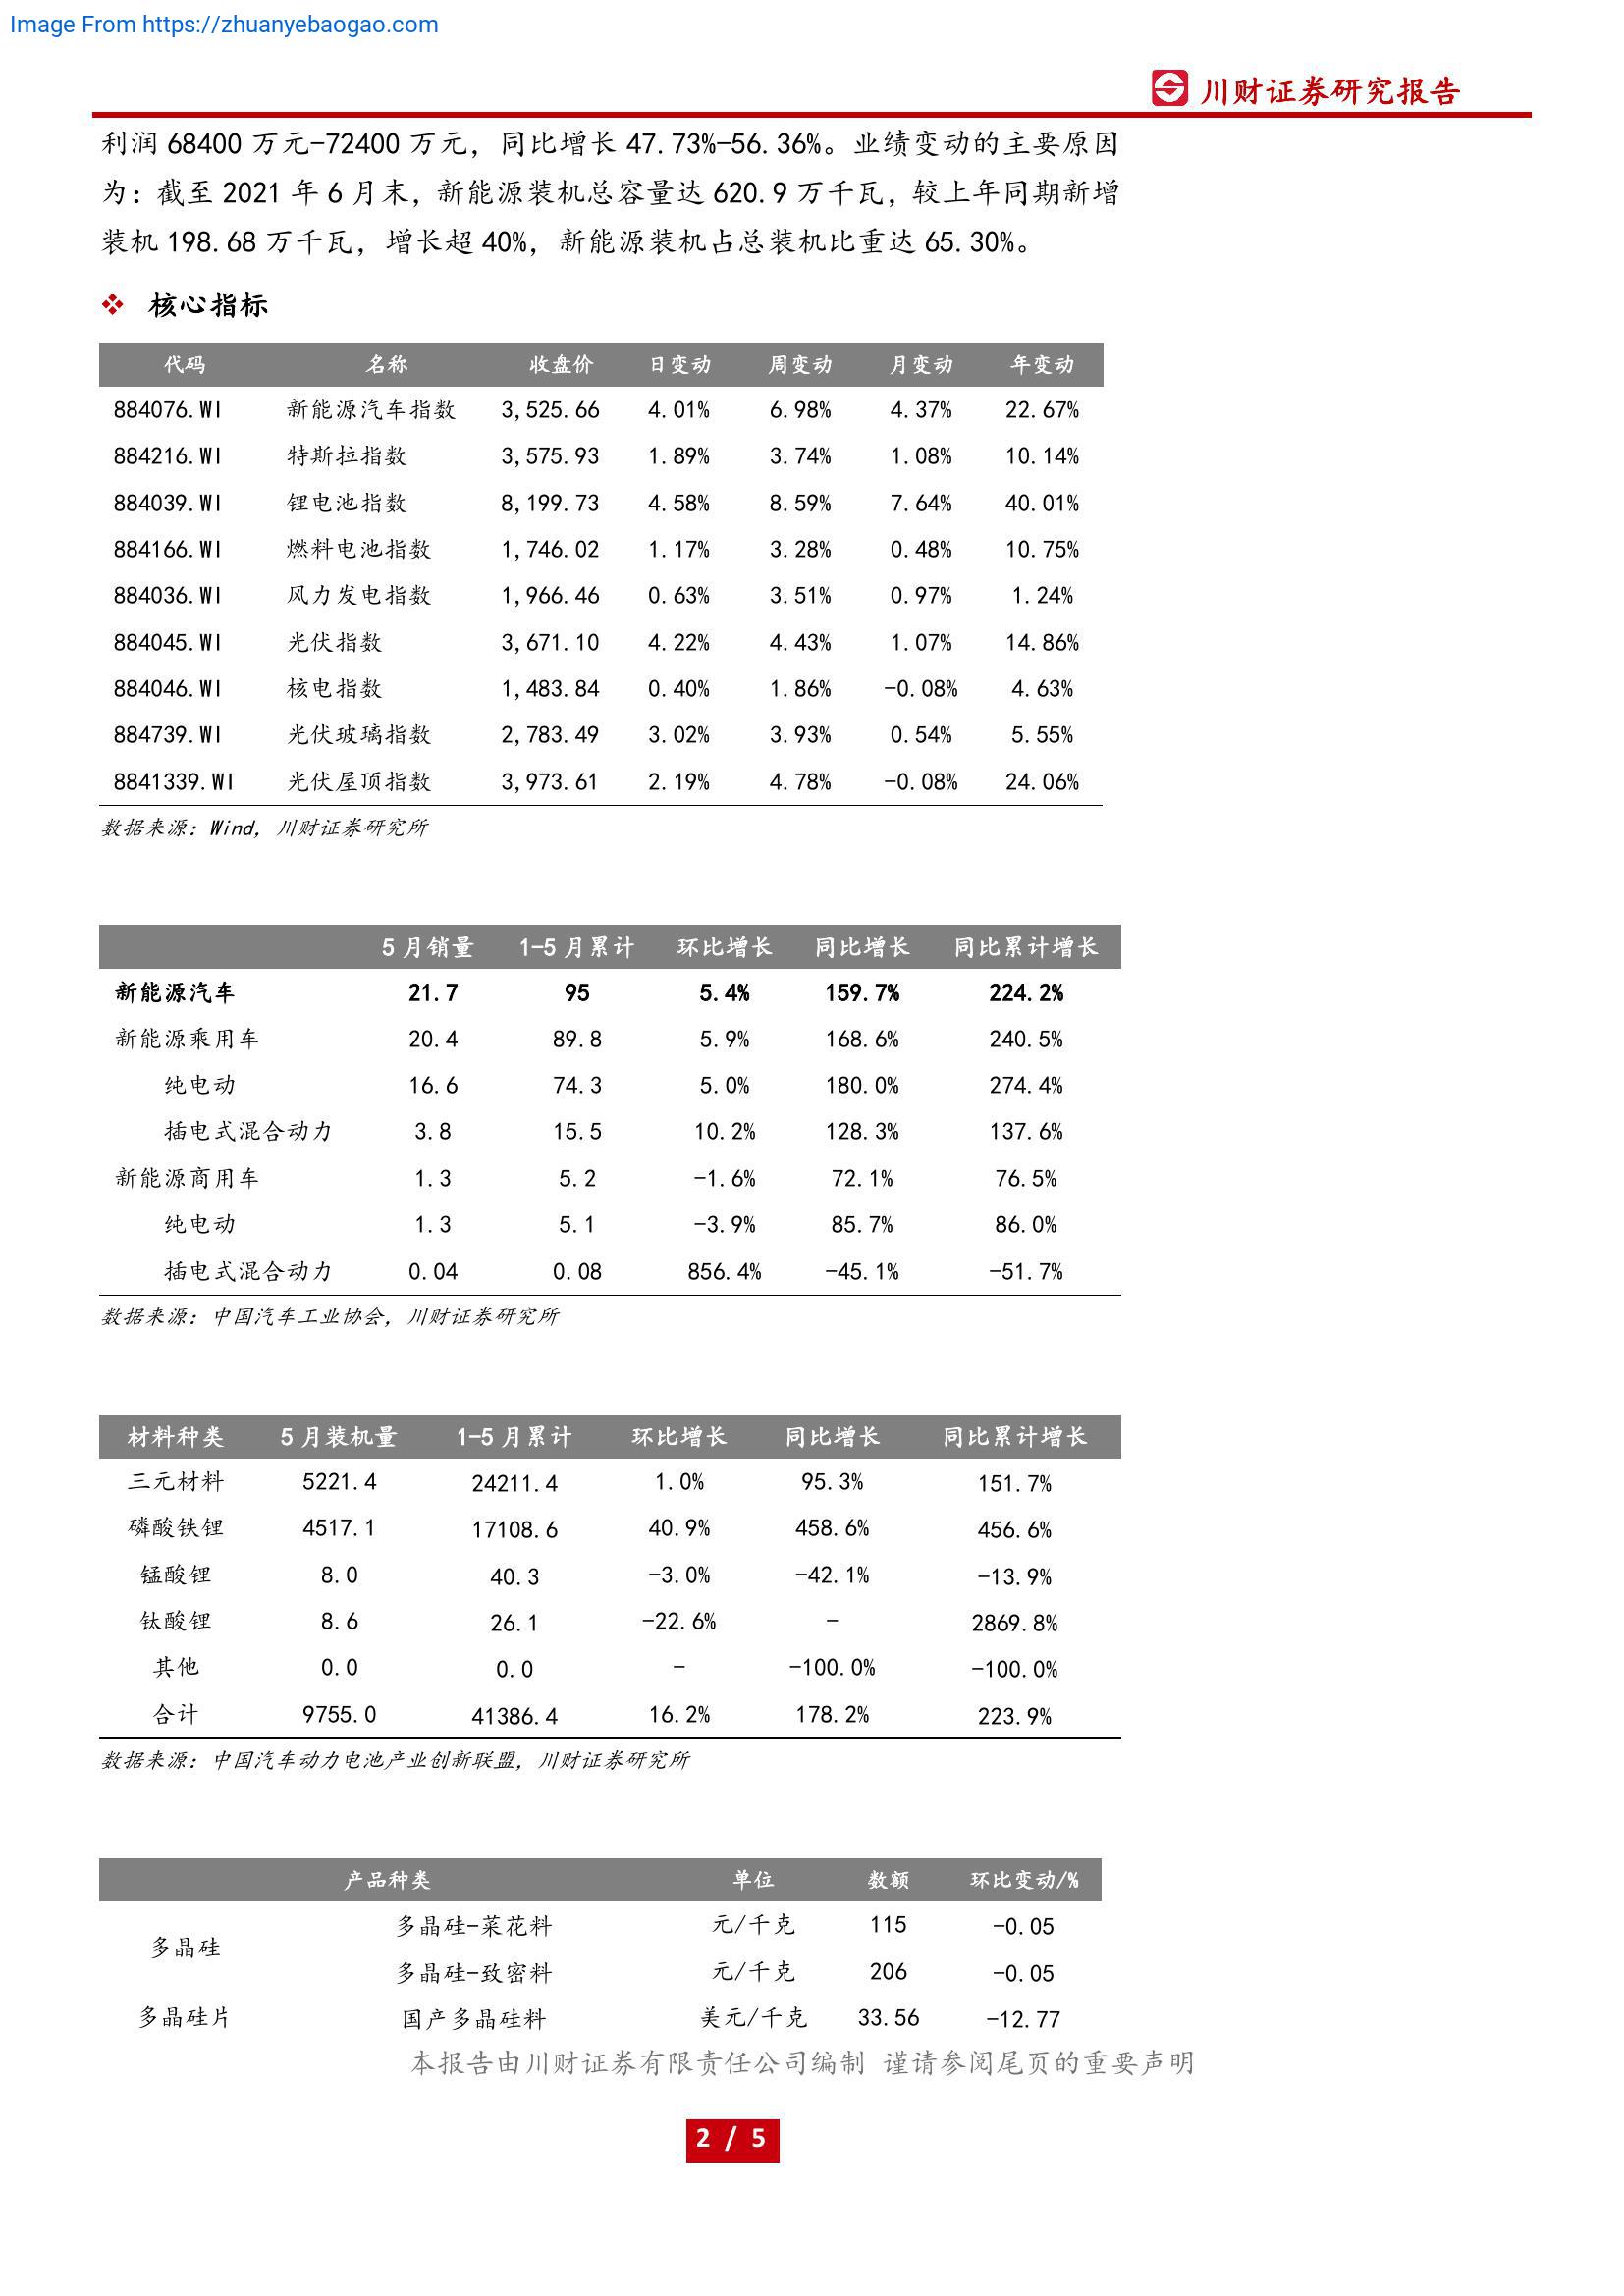 Image From https://zhuanyebaogao.com
川财证券研究报告
利润 68400 万元-72400 万元，同比增长 47.73%-56.36%。业绩变动的主要原因
为：截至 2021 年 6 月末，新能源装机总容量达 620.9 万千瓦，较上年同期新增
装机 198.68 万千瓦，增长超 40%，新能源装机占总装机比重达 65.30%。
❖ 核心指标
代码 名称 收盘价 日变动 周变动 月变动 年变动
884076.WI 新能源汽车指数 3,525.66 4.01% 6.98% 4.37% 22.67%
884216.WI 特斯拉指数 3,575.93 1.89% 3.74% 1.08% 10.14%
884039.WI 锂电池指数 8,199.73 4.58% 8.59% 7.64% 40.01%
884166.WI 燃料电池指数 1,746.02 1.17% 3.28% 0.48% 10.75%
884036.WI 风力发电指数 1,966.46 0.63% 3.51% 0.97% 1.24%
884045.WI 光伏指数 3,671.10 4.22% 4.43% 1.07% 14.86%
884046.WI 核电指数 1,483.84 0.40% 1.86% -0.08% 4.63%
884739.WI 光伏玻璃指数 2,783.49 3.02% 3.93% 0.54% 5.55%
8841339.WI 光伏屋顶指数 3,973.61 2.19% 4.78% -0.08% 24.06%
数据来源：Wind，川财证券研究所
5 月销量 1-5 月累计 环比增长 同比增长 同比累计增长
新能源汽车 21.7 95 5.4% 159.7% 224.2%
新能源乘用车 20.4 89.8 5.9% 168.6% 240.5%
纯电动 16.6 74.3 5.0% 180.0% 274.4%
插电式混合动力 3.8 15.5 10.2% 128.3% 137.6%
新能源商用车 1.3 5.2 -1.6% 72.1% 76.5%
纯电动 1.3 5.1 -3.9% 85.7% 86.0%
插电式混合动力 0.04 0.08 856.4% -45.1% -51.7%
数据来源：中国汽车工业协会，川财证券研究所
材料种类 5 月装机量 1-5 月累计 环比增长 同比增长 同比累计增长
三元材料 5221.4 24211.4 1.0% 95.3% 151.7%
磷酸铁锂 4517.1 17108.6 40.9% 458.6% 456.6%
锰酸锂 8.0 40.3 -3.0% -42.1% -13.9%
钛酸锂 8.6 26.1 -22.6% - 2869.8%
其他 0.0 0.0 - -100.0% -100.0%
合计 9755.0 41386.4 16.2% 178.2% 223.9%
数据来源：中国汽车动力电池产业创新联盟，川财证券研究所
产品种类 单位 数额 环比变动/%
多晶硅 多晶硅-菜花料 元/千克 115 -0.05
多晶硅-致密料 元/千克 206 -0.05
多晶硅片 国产多晶硅料 美元/千克 33.56 -12.77
本报告由川财证券有限责任公司编制 谨请参阅尾页的重要声明
2 / 5